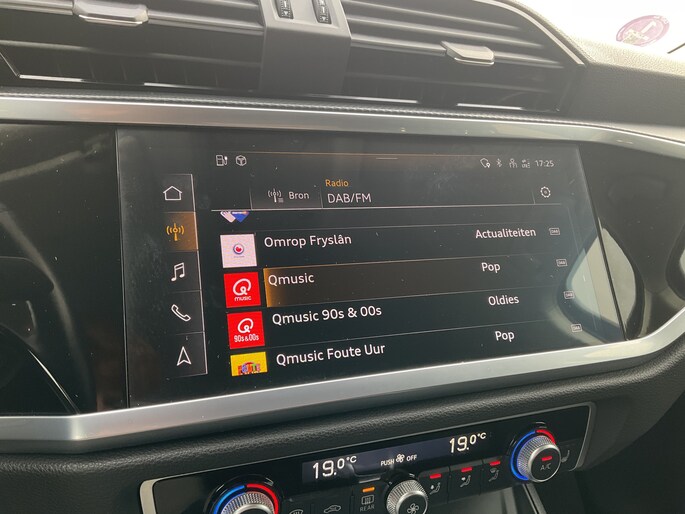 17:25
Bron
Radio
DAB/FM
Omrop Fryslân
Actualiteiten
Q music
Qmusic
Pop
Q 90s & 00s
Qmusic 90s & 00s
Oldies
Qmusic Foute Uur
Pop
19.0°C
PUSH OFF
19.0°C
REAR
A/C